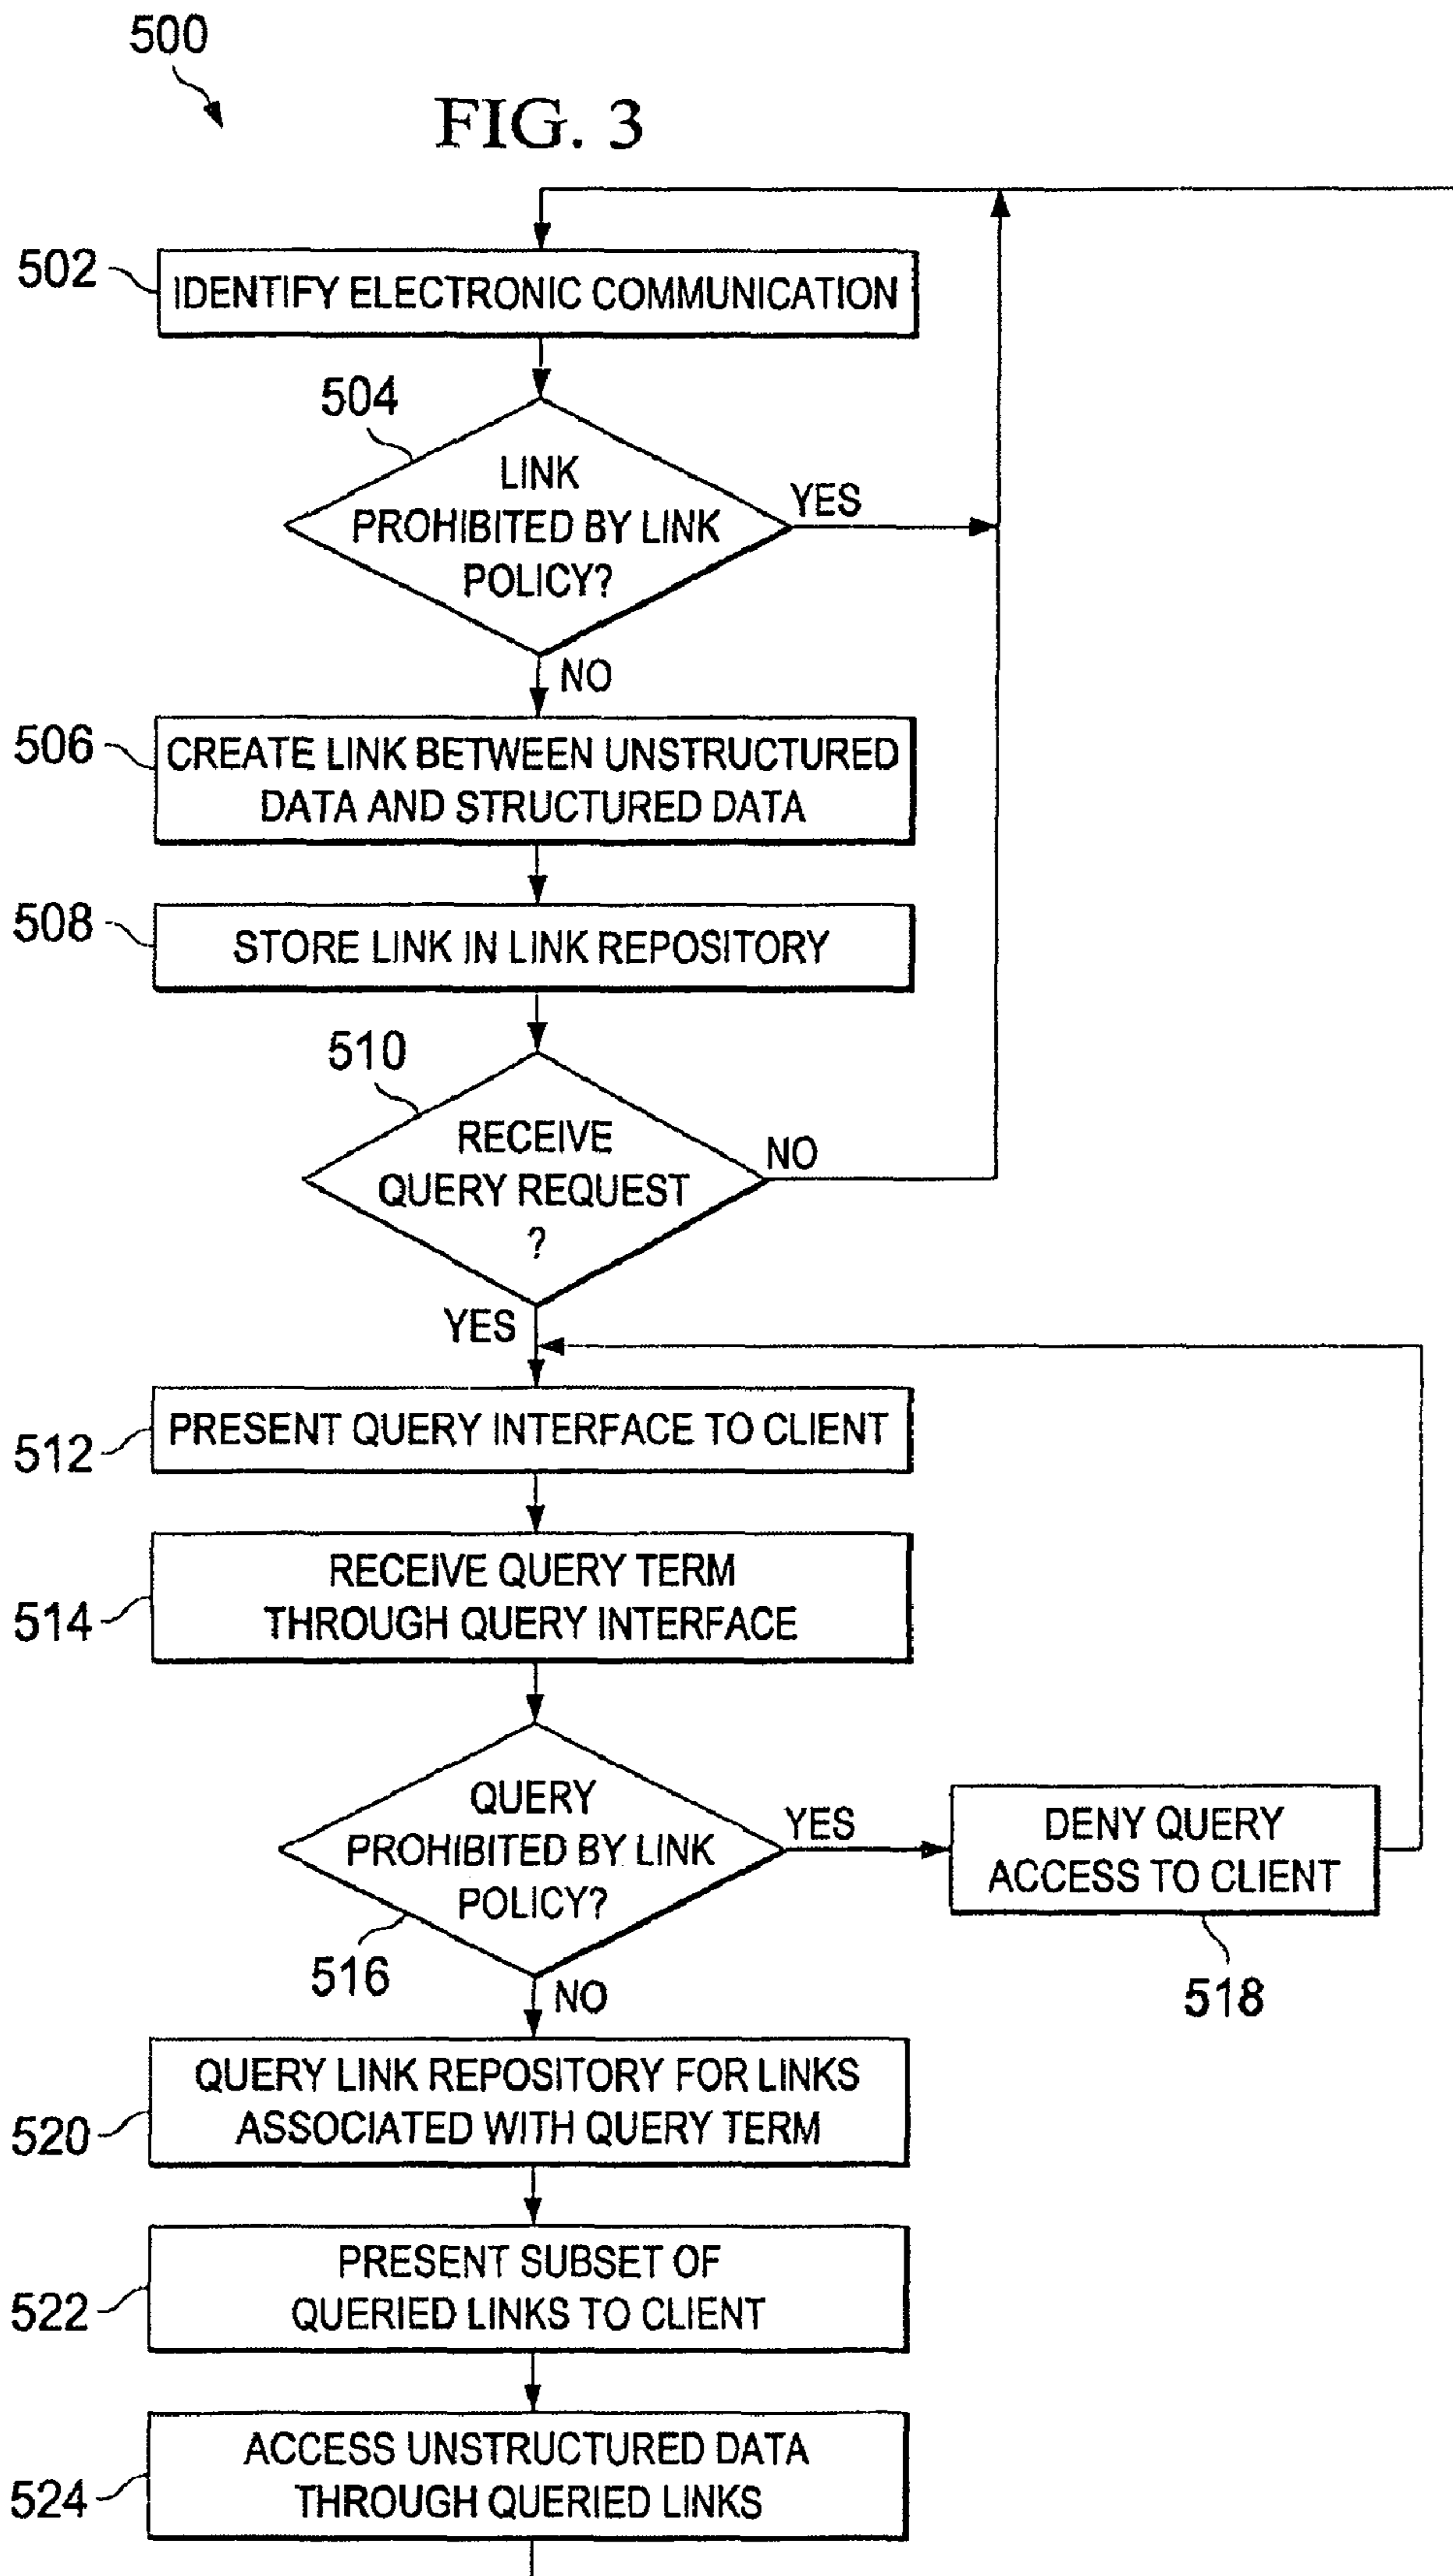 500
FIG. 3
502
IDENTIFY ELECTRONIC COMMUNICATION
504
LINK
PROHIBITED BY LINK
POLICY?
YES
NO
506
CREATE LINK BETWEEN UNSTRUCTURED
DATA AND STRUCTURED DATA
508
STORE LINK IN LINK REPOSITORY
510
RECEIVE
QUERY REQUEST
?
NO
YES
512
PRESENT QUERY INTERFACE TO CLIENT
514
RECEIVE QUERY TERM
THROUGH QUERY INTERFACE
QUERY
PROHIBITED BY LINK
POLICY?
YES
DENY QUERY
ACCESS TO CLIENT
516
NO
518
520
QUERY LINK REPOSITORY FOR LINKS
ASSOCIATED WITH QUERY TERM
522
PRESENT SUBSET OF
QUERIED LINKS TO CLIENT
524
ACCESS UNSTRUCTURED DATA
THROUGH QUERIED LINKS